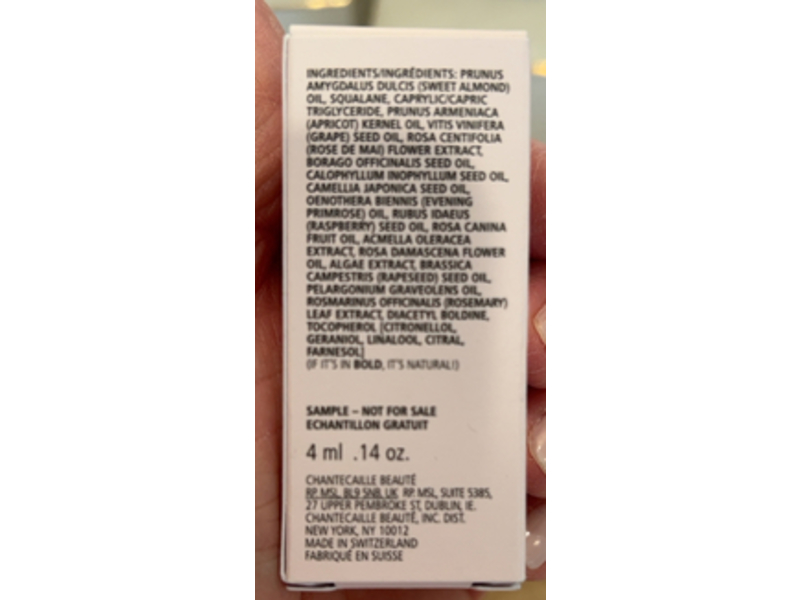 INGREDIENTS/INGRÉDIENTS: PRUNUS
AMYGDALUS DULCIS (SWEET ALMOND)
OIL, SQUALANE, CAPRYLIC/CAPRIC
TRIGLYCERIDE, PRUNUS ARMENIACA
(APRICOT) KERNEL OIL, VITIS VINIFERA
(GRAPE) SEED OIL, ROSA CENTIFOLIA
(ROSE DE MAI) FLOWER EXTRACT,
BORAGO OFFICINALIS SEED OIL,
CALOPHYLLUM INOPHYLLUM SEED OIL,
CAMELLIA JAPONICA SEED OIL,
OENOTHERA BIENNIS (EVENING
PRIMROSE) OIL, RUBUS IDAEUS
(RASPBERRY) SEED OIL, ROSA CANINA
FRUIT OIL, ACMELLA OLERACEA
EXTRACT, ROSA DAMASCENA FLOWER
OIL, ALGAE EXTRACT, BRASSICA
CAMPESTRIS (RAPESEED) SEED OIL,
PELARGONIUM GRAVEOLENS OIL,
ROSMARINUS OFFICINALIS (ROSEMARY)
LEAF EXTRACT, DIACETYL BOLDINE,
TOCOPHEROL [CITRONELLOL,
GERANIOL, LINALOOL, CITRAL,
FARNESOL]
(IF IT'S IN BOLD, IT'S NATURAL!)
SAMPLE – NOT FOR SALE
ECHANTILLON GRATUIT
4 ml .14 oz.
CHANTECAILLE BEAUTÉ
RP. MSL, BL9 5NB, UK RP. MSL, SUITE 5385,
27 UPPER PEMBROKE ST, DUBLIN, IE.
CHANTECAILLE BEAUTÉ, INC. DIST.
NEW YORK, NY 10012
MADE IN SWITZERLAND
FABRIQUÉ EN SUISSE